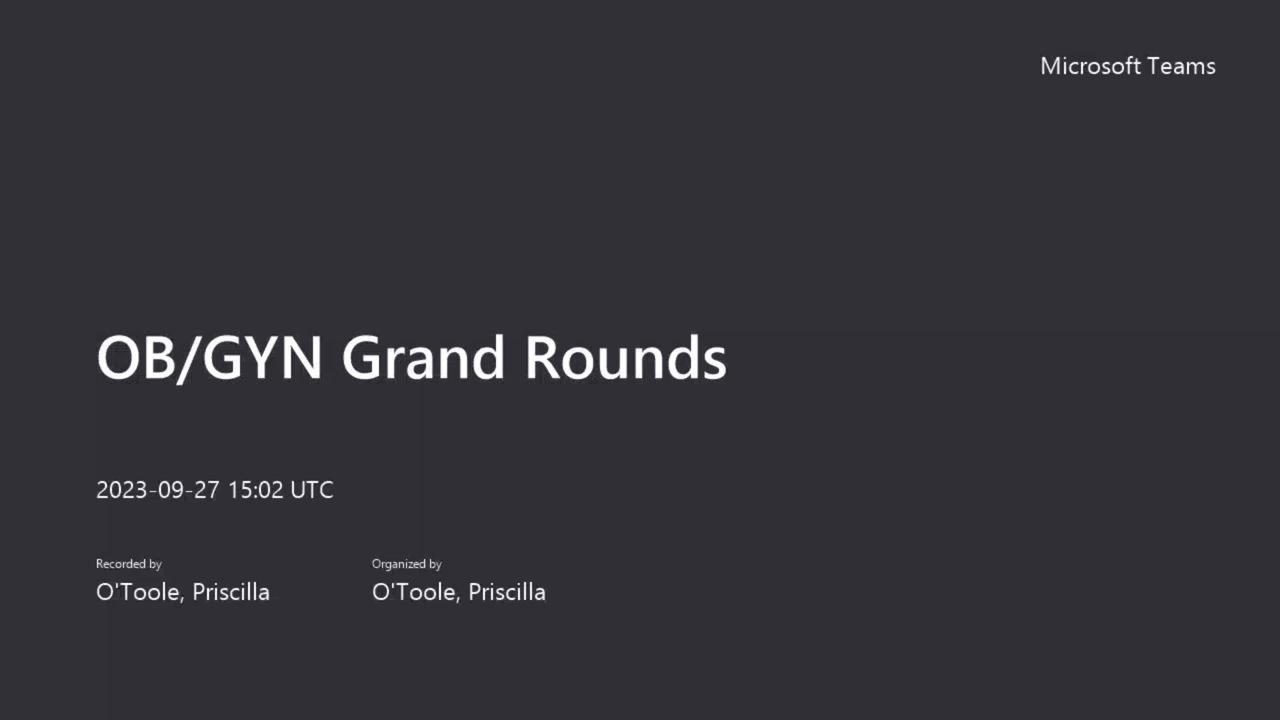 Microsoft Teams
OB/GYN Grand Rounds
2023-09-27 15:02 UTC
Recorded by
O'Toole, Priscilla
Organized by
O'Toole, Priscilla